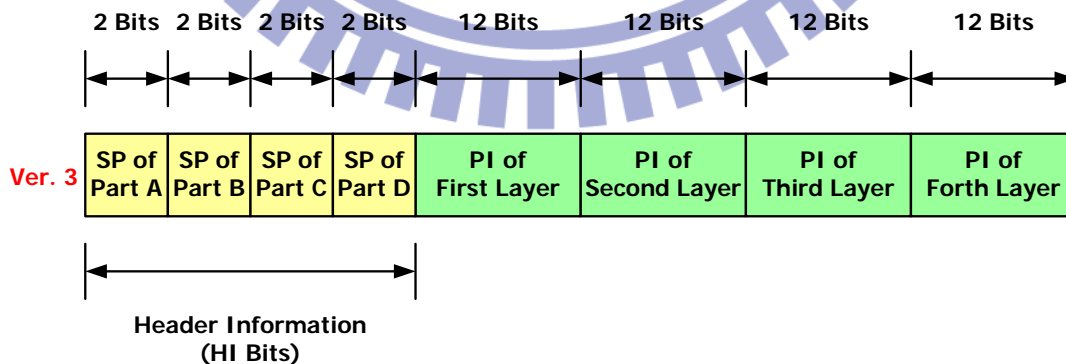 2 Bits 2 Bits 2 Bits 2 Bits 12 Bits 12 Bits 12 Bits 12 Bits
Ver. 3
SP of
Part A
SP of
Part B
SP of
Part C
SP of
Part D
PI of
First Layer
PI of
Second Layer
PI of
Third Layer
PI of
Forth Layer
Header Information
(HI Bits)